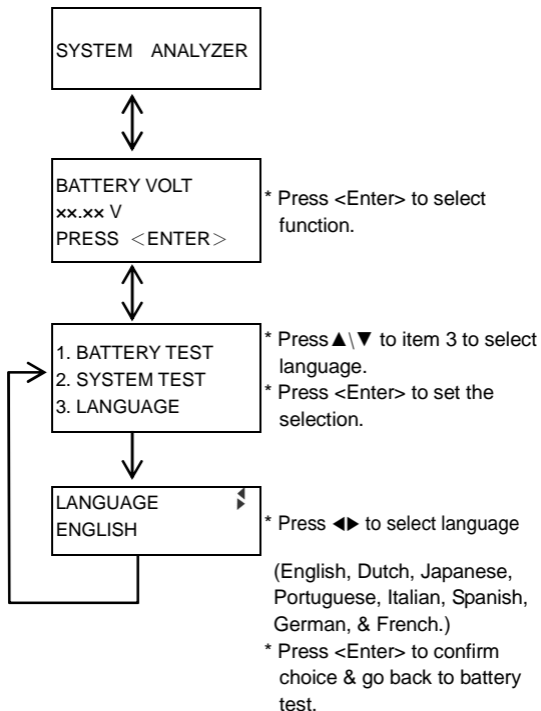 SYSTEM ANALYZER
BATTERY VOLT
xx.xx V
PRESS <ENTER>
* Press <Enter> to select
function.
1. BATTERY TEST
2. SYSTEM TEST
3. LANGUAGE
* Press▲\▼ to item 3 to select
language.
* Press <Enter> to set the
selection.
LANGUAGE
ENGLISH
* Press ◀▶ to select language
(English, Dutch, Japanese,
Portuguese, Italian, Spanish,
German, & French.)
* Press <Enter> to confirm
choice & go back to battery
test.